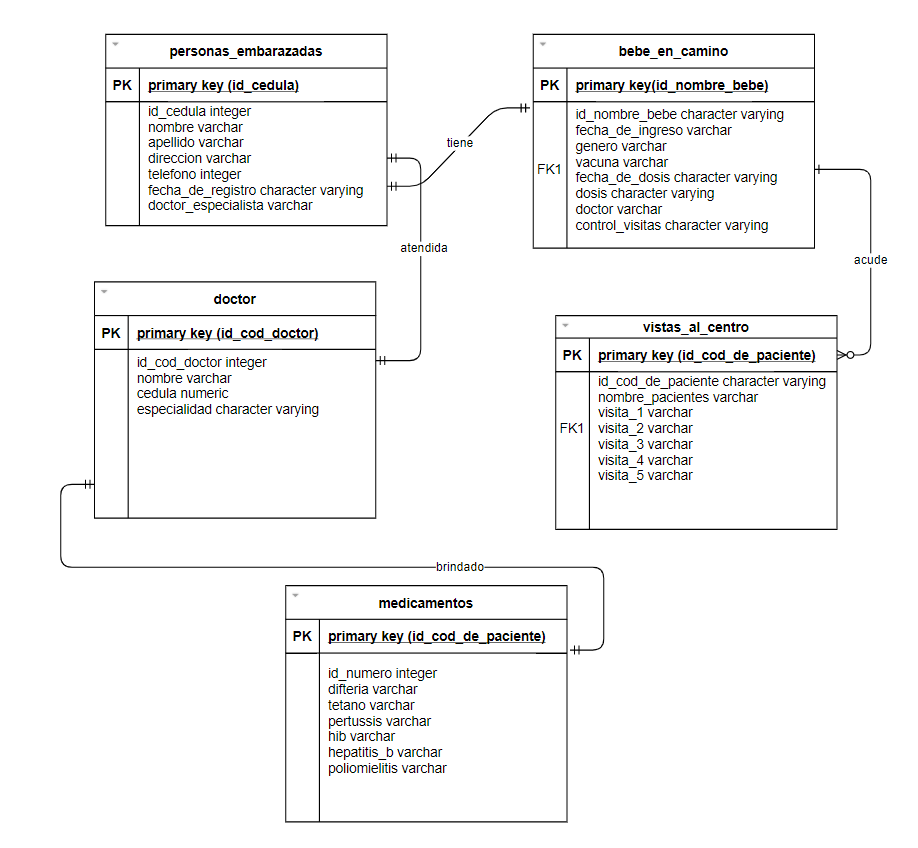 personas_embarazadas
PK primary key (id_cedula)
id_cedula integer
nombre varchar
apellido varchar
direccion varchar
telefono integer
fecha_de_registro character varying
doctor_especialista varchar
bebe_en_camino
PK primary key(id_nombre_bebe)
FK1
id_nombre_bebe character varying
fecha_de_ingreso varchar
genero varchar
vacuna varchar
fecha_de_dosis character varying
dosis character varying
doctor varchar
control_visitas character varying
tiene
atendida
acude
doctor
PK primary key (id_cod_doctor)
id_cod_doctor integer
nombre varchar
cedula numeric
especialidad character varying
vistas_al_centro
PK primary key (id_cod_de_paciente)
FK1
id_cod_de_paciente character varying
nombre_pacientes varchar
visita_1 varchar
visita_2 varchar
visita_3 varchar
visita_4 varchar
visita_5 varchar
brindado
medicamentos
PK primary key (id_cod_de_paciente)
id_numero integer
difteria varchar
tetano varchar
pertussis varchar
hib varchar
hepatitis_b varchar
poliomielitis varchar